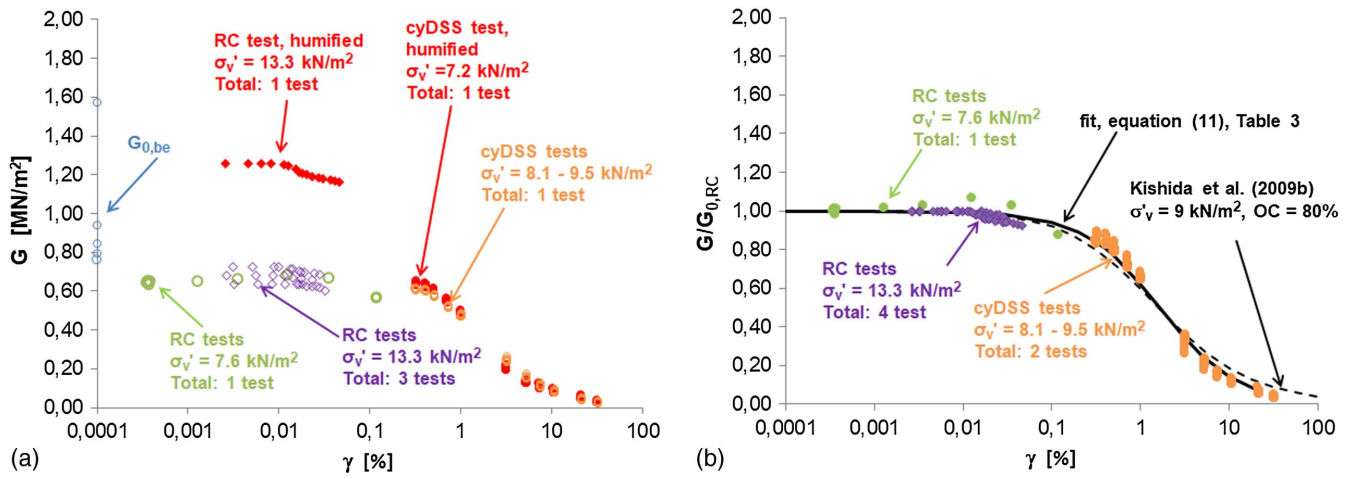 2,00
1,80
1,60
1,40
1,20
1,00
0,80
0,60
0,40
0,20
0,00
G [MN/m²]
0,0001
0,001
0,01
0,1
1
10
100
γ [%]
(a)
G₀,be
RC test, humified
σᵥ' = 13.3 kN/m²
Total: 1 test
cyDSS test,
humified
σᵥ' =7.2 kN/m²
Total: 1 test
cyDSS tests
σᵥ' = 8.1 - 9.5 kN/m²
Total: 1 test
RC tests
σᵥ' = 7.6 kN/m²
Total: 1 test
RC tests
σᵥ' = 13.3 kN/m²
Total: 3 tests
2,00
1,80
1,60
1,40
1,20
1,00
0,80
0,60
0,40
0,20
0,00
G/G₀,RC
0,0001
0,001
0,01
0,1
1
10
100
γ [%]
(b)
RC tests
σᵥ' = 7.6 kN/m²
Total: 1 test
fit, equation (11), Table 3
Kishida et al. (2009b)
σ'ᵥ = 9 kN/m², OC = 80%
RC tests
σᵥ' = 13.3 kN/m²
Total: 4 test
cyDSS tests
σᵥ' = 8.1 - 9.5 kN/m²
Total: 2 tests